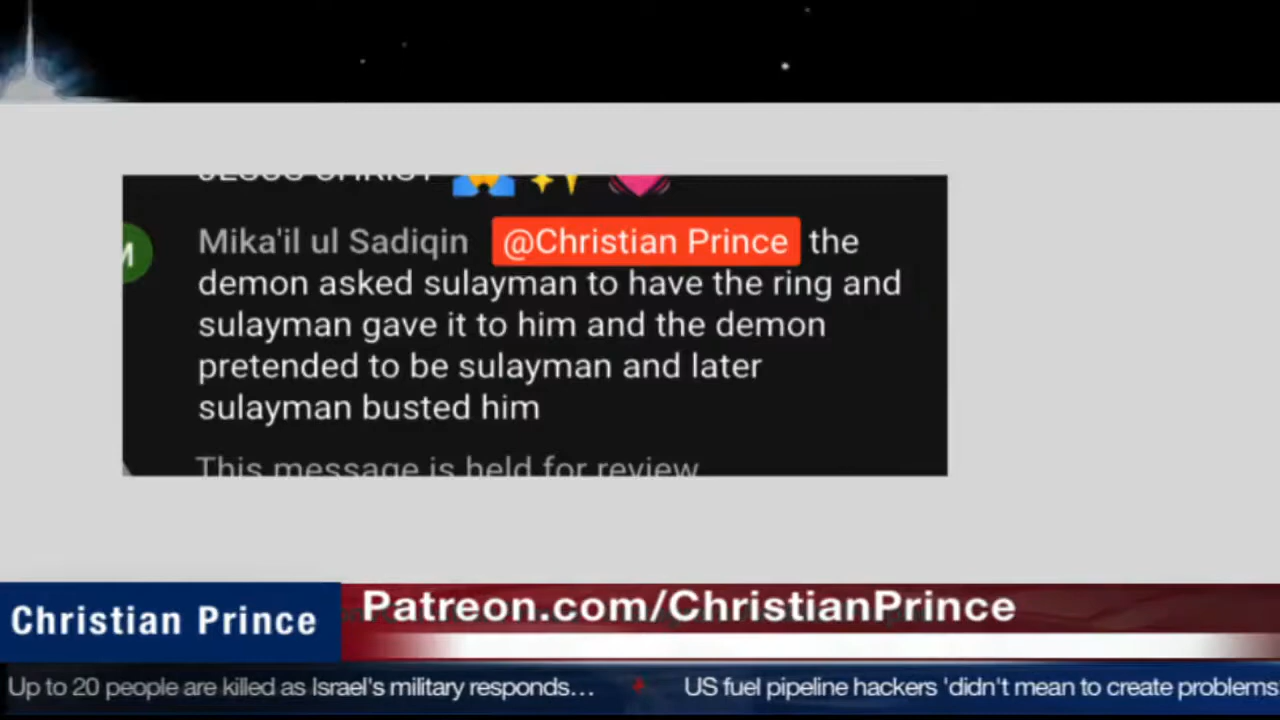 JESUS CHRIST
Mika'il ul Sadiqin @Christian Prince the
demon asked sulayman to have the ring and
sulayman gave it to him and the demon
pretended to be sulayman and later
sulayman busted him
This message is held for review
M
Christian Prince
Patreon.com/ChristianPrince
Up to 20 people are killed as Israel's military responds... US fuel pipeline hackers 'didn't mean to create problems